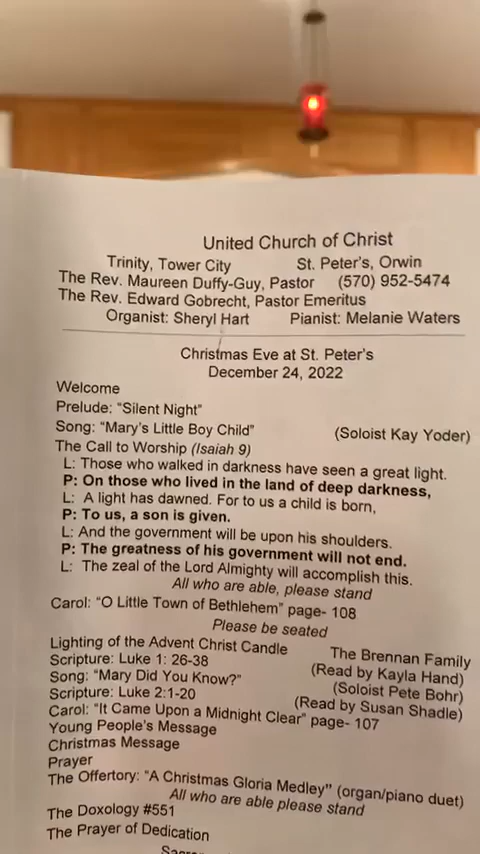 United Church of Christ
Trinity, Tower City St. Peter's, Orwin
The Rev. Maureen Duffy-Guy, Pastor (570) 952-5474
The Rev. Edward Gobrecht, Pastor Emeritus
Organist: Sheryl Hart Pianist: Melanie Waters
Christmas Eve at St. Peter's
December 24, 2022
Welcome
Prelude: "Silent Night"
Song: "Mary's Little Boy Child" (Soloist Kay Yoder)
The Call to Worship (Isaiah 9)
L: Those who walked in darkness have seen a great light.
P: On those who lived in the land of deep darkness,
L: A light has dawned. For to us a child is born,
P: To us, a son is given.
L: And the government will be upon his shoulders.
P: The greatness of his government will not end.
L: The zeal of the Lord Almighty will accomplish this.
All who are able, please stand
Carol: "O Little Town of Bethlehem" page- 108
Please be seated
Lighting of the Advent Christ Candle The Brennan Family
Scripture: Luke 1: 26-38 (Read by Kayla Hand)
Song: "Mary Did You Know?" (Soloist Pete Bohr)
Scripture: Luke 2:1-20 (Read by Susan Shadle)
Carol: "It Came Upon a Midnight Clear" page- 107
Young People's Message
Christmas Message
Prayer
The Offertory: "A Christmas Gloria Medley" (organ/piano duet)
All who are able please stand
The Doxology #551
The Prayer of Dedication